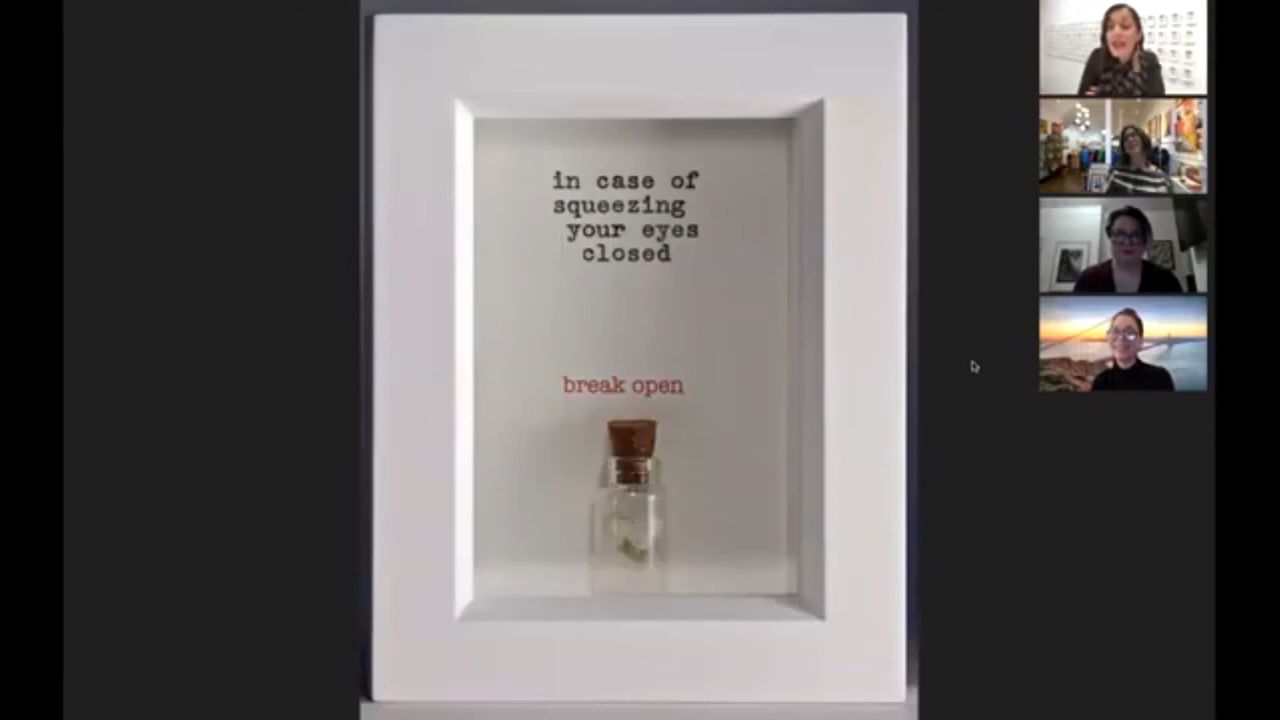 in case of
squeezing
your eyes
closed
break open